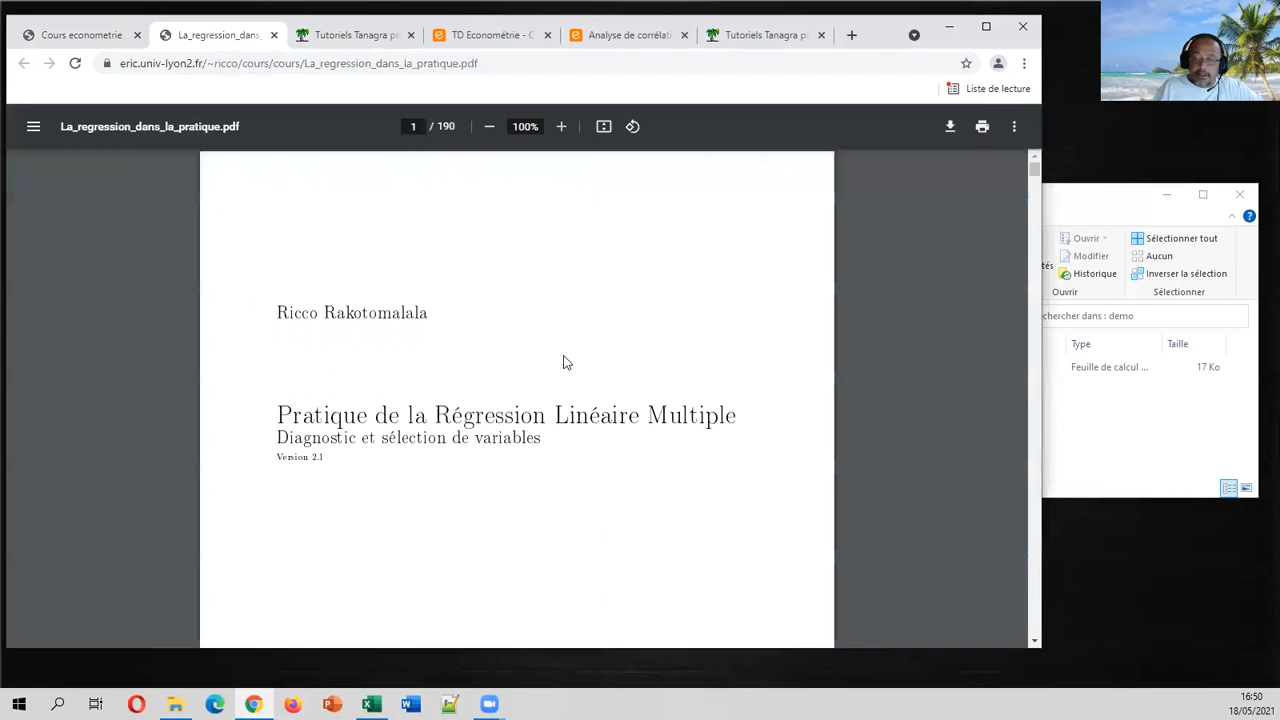 Cours econometrie
La_regression_dans_
Tutoriels Tanagra po
TD Econométrie - C
Analyse de corrélati
Tutoriels Tanagra p
eric.univ-lyon2.fr/~ricco/cours/cours/La_regression_dans_la_pratique.pdf
Liste de lecture
La_regression_dans_la_pratique.pdf
1 / 190
100%
Ricco Rakotomalala
Pratique de la Régression Linéaire Multiple
Diagnostic et sélection de variables
Version 2.1
Ouvrir
Modifier
Historique
Ouvrir
Sélectionner tout
Aucun
Inverser la sélection
Sélectionner
chercher dans : demo
Type
Taille
Feuille de calcul ...
17 Ko
16:50
18/05/2021